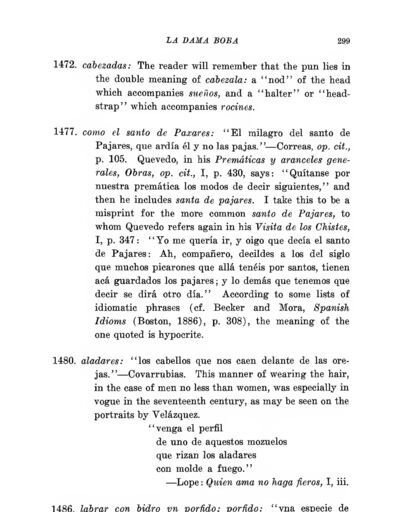 LA DAMA BOBA 299
1472. cabezadas: The reader will remember that the pun lies in
the double meaning of cabezala: a "nod" of the head
which accompanies sueños, and a "halter" or "head-
strap" which accompanies rocines.
1477. como el santo de Paxares: "El milagro del santo de
Pajares, que ardía él y no las pajas."—Correas, op. cit.,
p. 105. Quevedo, in his Premáticas y aranceles gene-
rales, Obras, op. cit., I, p. 430, says: "Quítanse por
nuestra premática los modos de decir siguientes," and
then he includes santa de pajares. I take this to be a
misprint for the more common santo de Pajares, to
whom Quevedo refers again in his Visita de los Chistes,
I, p. 347: "Yo me quería ir, y oigo que decía el santo
de Pajares: Ah, compañero, decildes a los del siglo
que muchos picarones que allá tenéis por santos, tienen
acá guardados los pajares; y lo demás que tenemos que
decir se dirá otro día." According to some lists of
idiomatic phrases (cf. Becker and Mora, Spanish
Idioms (Boston, 1886), p. 308), the meaning of the
one quoted is hypocrite.
1480. aladares: "los cabellos que nos caen delante de las ore-
jas."—Covarrubias. This manner of wearing the hair,
in the case of men no less than women, was especially in
vogue in the seventeenth century, as may be seen on the
portraits by Velázquez.
"venga el perfil
de uno de aquestos mozuelos
que rizan los aladares
con molde a fuego."
—Lope: Quien ama no haga fieros, I, iii.
1486. labrar con bidro vn porfido; porfido: "vna especie de